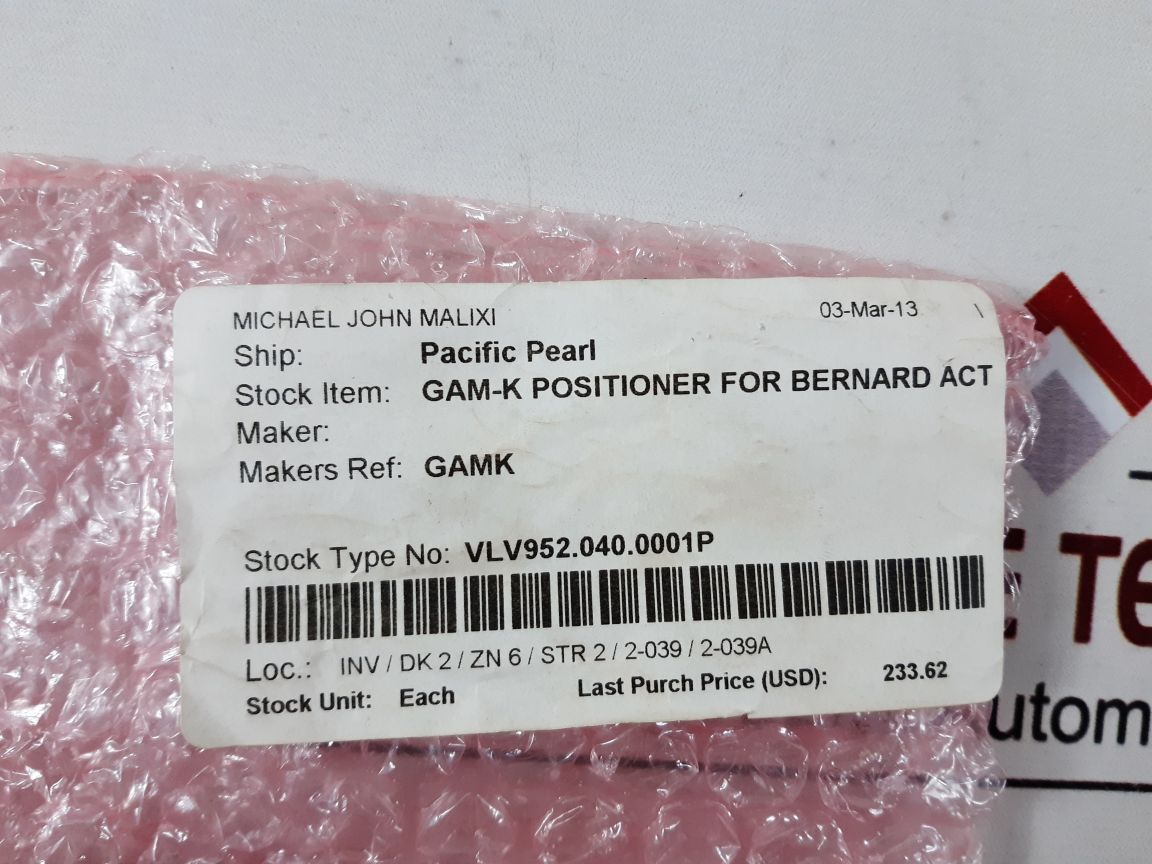 MICHAEL JOHN MALIXI 03-Mar-13
Ship: Pacific Pearl
Stock Item: GAM-K POSITIONER FOR BERNARD ACT
Maker:
Makers Ref: GAMK
Stock Type No: VLV952.040.0001P
Loc.: INV / DK 2 / ZN 6 / STR 2 / 2-039 / 2-039A
Stock Unit: Each Last Purch Price (USD): 233.62
E TE
utom